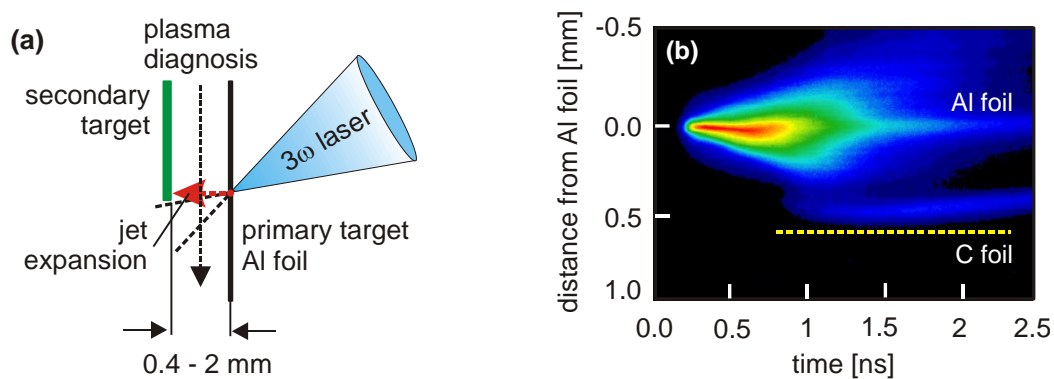 (a)
plasma
diagnosis
secondary
target
3ω laser
jet
expansion
primary target
Al foil
0.4 - 2 mm
(b)
distance from Al foil [mm]
-0.5
0.0
0.5
1.0
Al foil
C foil
0.0 0.5 1 1.5 2 2.5
time [ns]